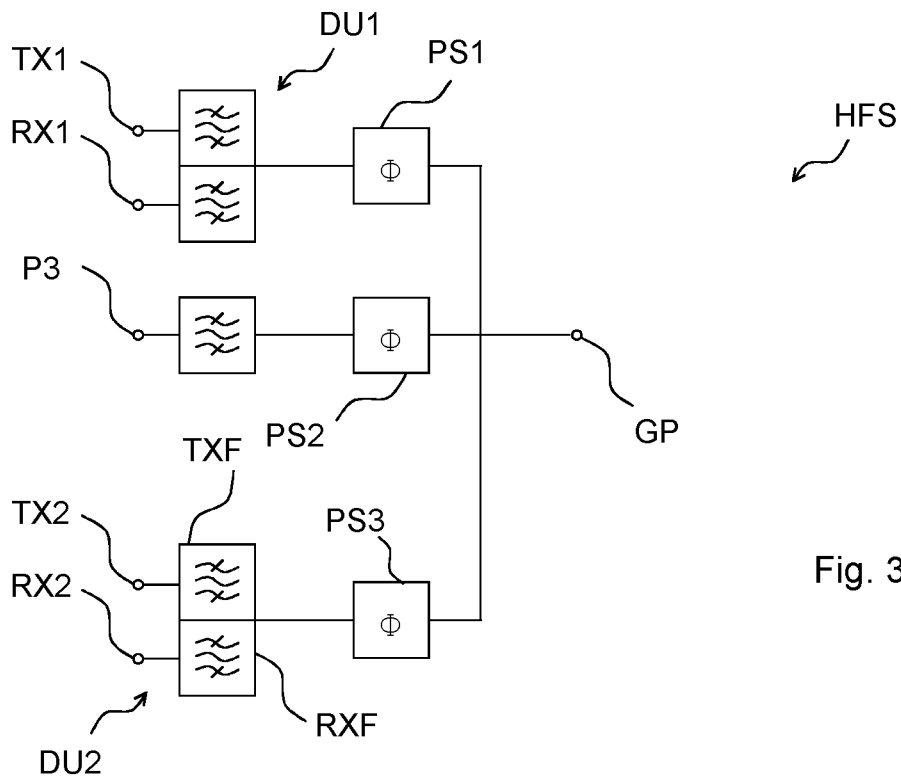 DU1
TX1
PS1
RX1
HFS
Φ
P3
Φ
PS2
GP
TXF
TX2
PS3
RX2
Fig. 3
Φ
RXF
DU2